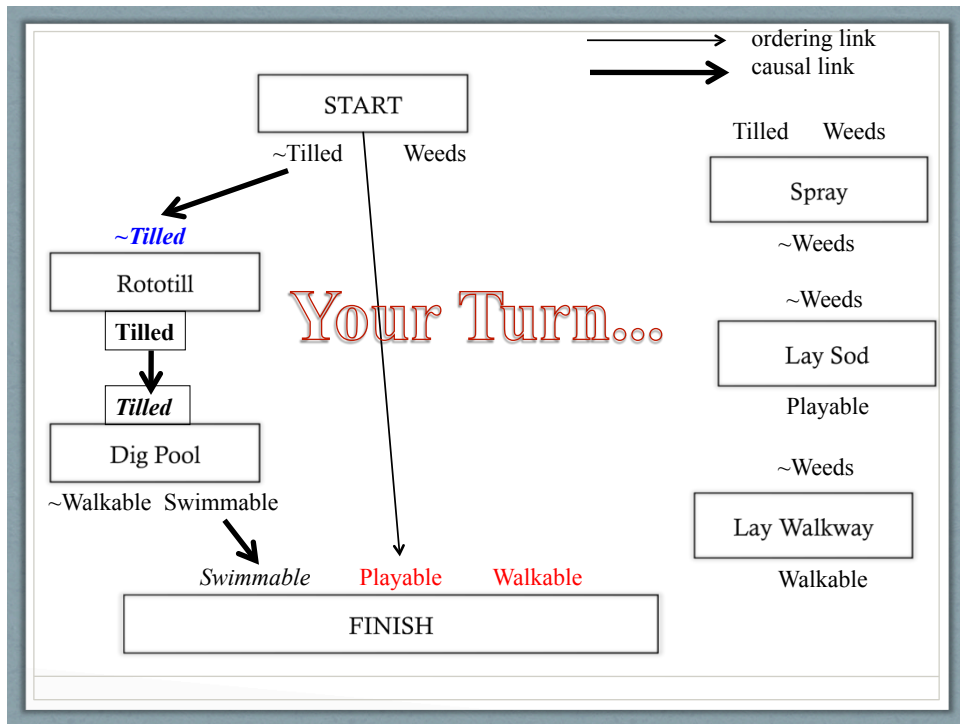 ordering link
causal link
START
~Tilled Weeds
~Tilled
Rototill
Tilled
Tilled
Dig Pool
~Walkable Swimmable
Your Turn...
Tilled Weeds
Spray
~Weeds
~Weeds
Lay Sod
Playable
~Weeds
Lay Walkway
Walkable
Swimmable Playable Walkable
FINISH